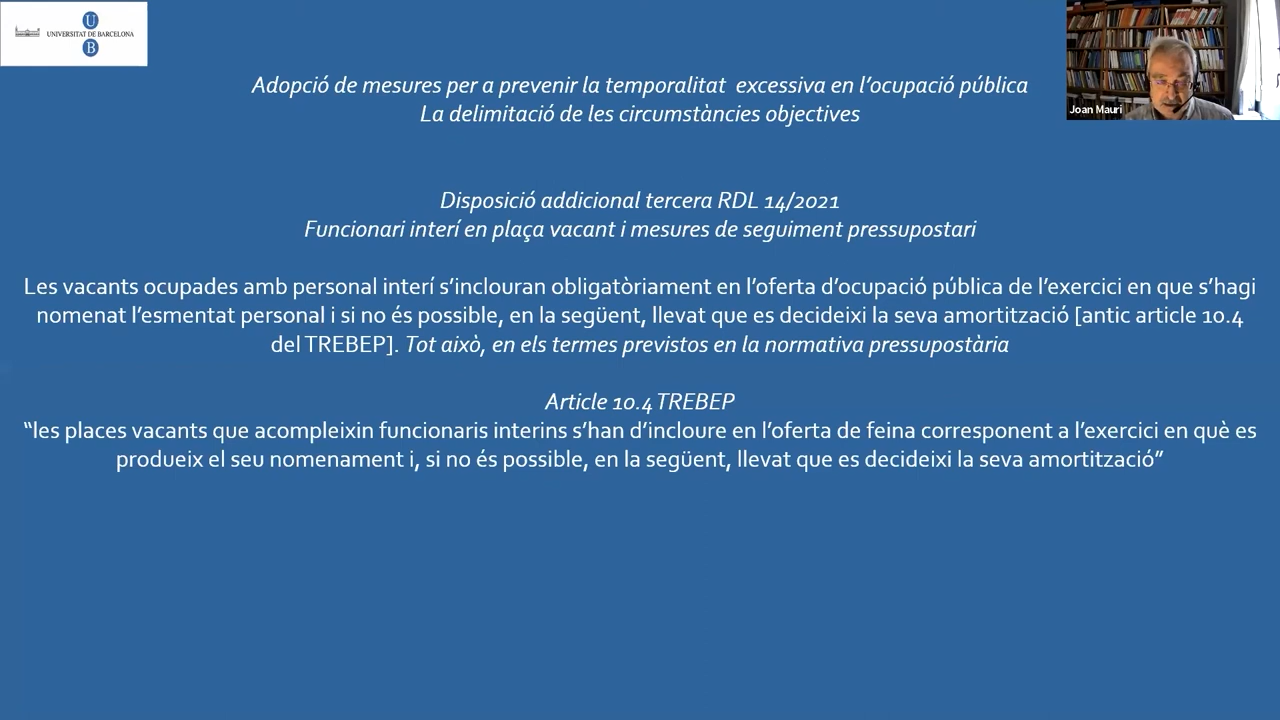 U
UNIVERSITAT DE BARCELONA
B
Joan Mauri
Adopció de mesures per a prevenir la temporalitat excessiva en l’ocupació pública
La delimitació de les circumstàncies objectives
Disposició addicional tercera RDL 14/2021
Funcionari interí en plaça vacant i mesures de seguiment pressupostari
Les vacants ocupades amb personal interí s’inclouran obligatòriament en l’oferta d’ocupació pública de l’exercici en que s’hagi
nomenat l’esmentat personal i si no és possible, en la següent, llevat que es decideixi la seva amortització [antic article 10.4
del TREBEP]. Tot això, en els termes previstos en la normativa pressupostària
Article 10.4 TREBEP
“les places vacants que acompleixin funcionaris interins s’han d’incloure en l’oferta de feina corresponent a l’exercici en què es
produeix el seu nomenament i, si no és possible, en la següent, llevat que es decideixi la seva amortització”